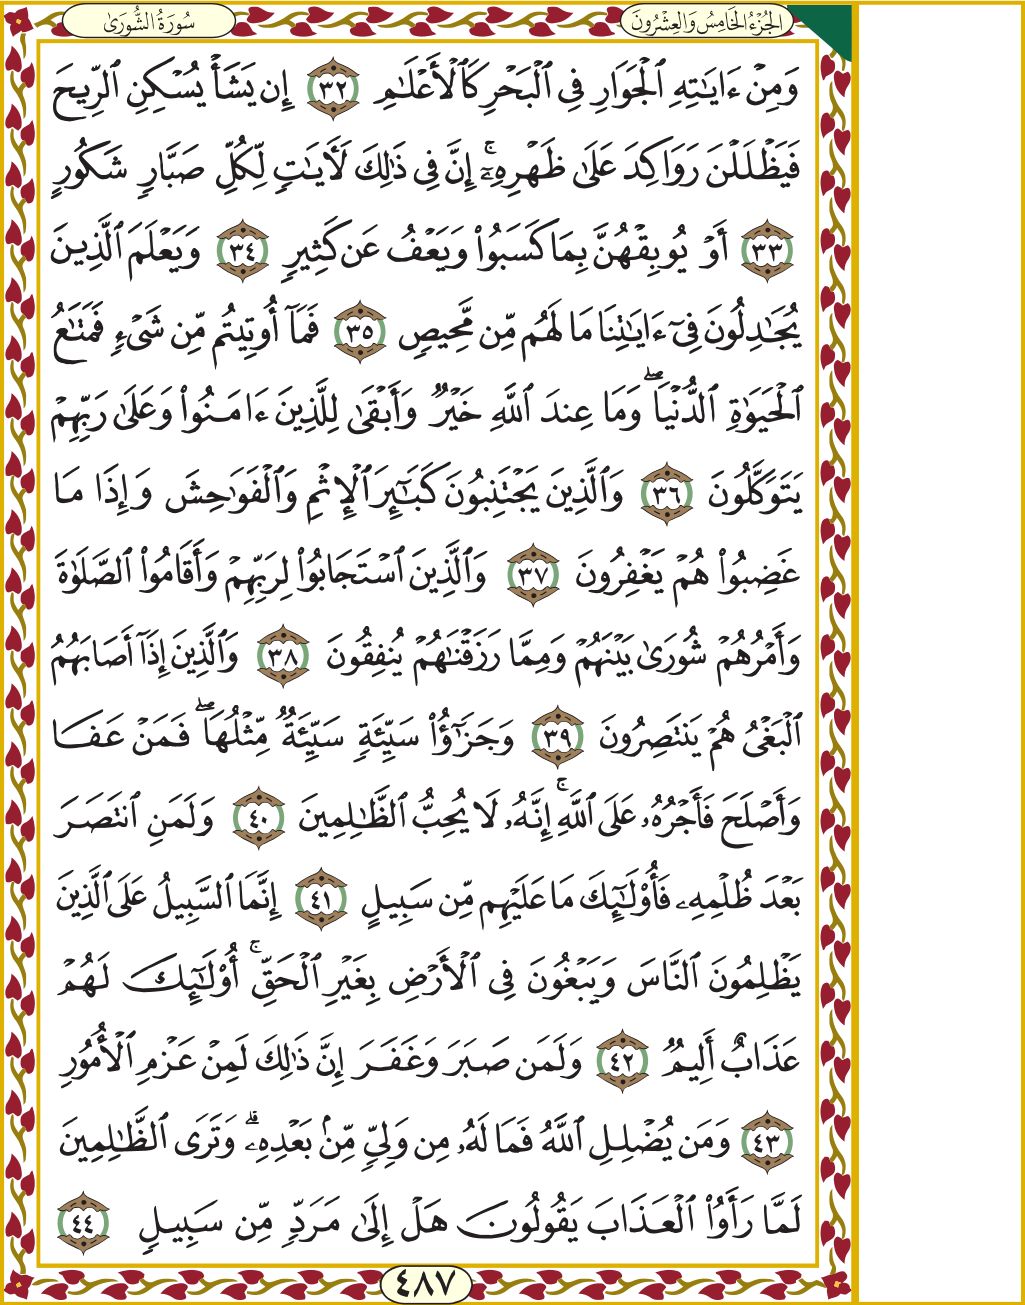 الجُزْءُ الخَامِسُ وَالعِشْرُونَ
سُورَةُ الشُّورَىٰ
وَمِنْ ءَايَٰتِهِ ٱلْجَوَارِ فِى ٱلْبَحْرِ كَٱلْأَعْلَٰمِ ٣٢ إِن يَشَأْ يُسْكِنِ ٱلرِّيحَ
فَيَظْلَلْنَ رَوَاكِدَ عَلَىٰ ظَهْرِهِۦٓ ۚ إِنَّ فِى ذَٰلِكَ لَءَايَٰتٍ لِّكُلِّ صَبَّارٍ شَكُورٍ
٣٣ أَوْ يُوبِقْهُنَّ بِمَا كَسَبُوا۟ وَيَعْفُ عَن كَثِيرٍ ٣٤ وَيَعْلَمَ ٱلَّذِينَ
يُجَٰدِلُونَ فِىٓ ءَايَٰتِنَا مَا لَهُم مِّن مَّحِيصٍ ٣٥ فَمَآ أُوتِيتُم مِّن شَىْءٍ فَمَتَٰعُ
ٱلْحَيَوٰةِ ٱلدُّنْيَا ۖ وَمَا عِندَ ٱللَّهِ خَيْرٌ وَأَبْقَىٰ لِلَّذِينَ ءَامَنُوا۟ وَعَلَىٰ رَبِّهِمْ
يَتَوَكَّلُونَ ٣٦ وَٱلَّذِينَ يَجْتَنِبُونَ كَبَٰٓئِرَ ٱلْإِثْمِ وَٱلْفَوَٰحِشَ وَإِذَا مَا
غَضِبُوا۟ هُمْ يَغْفِرُونَ ٣٧ وَٱلَّذِينَ ٱسْتَجَابُوا۟ لِرَبِّهِمْ وَأَقَامُوا۟ ٱلصَّلَوٰةَ
وَأَمْرُهُمْ شُورَىٰ بَيْنَهُمْ وَمِمَّا رَزَقْنَٰهُمْ يُنفِقُونَ ٣٨ وَٱلَّذِينَ إِذَآ أَصَابَهُمُ
ٱلْبَغْىُ هُمْ يَنتَصِرُونَ ٣٩ وَجَزَٰٓؤُا۟ سَيِّئَةٍ سَيِّئَةٌ مِّثْلُهَا ۖ فَمَنْ عَفَا
وَأَصْلَحَ فَأَجْرُهُۥ عَلَى ٱللَّهِ ۚ إِنَّهُۥ لَا يُحِبُّ ٱلظَّٰلِمِينَ ٤٠ وَلَمَنِ ٱنتَصَرَ
بَعْدَ ظُلْمِهِۦ فَأُو۟لَٰٓئِكَ مَا عَلَيْهِم مِّن سَبِيلٍ ٤١ إِنَّمَا ٱلسَّبِيلُ عَلَى ٱلَّذِينَ
يَظْلِمُونَ ٱلنَّاسَ وَيَبْغُونَ فِى ٱلْأَرْضِ بِغَيْرِ ٱلْحَقِّ ۚ أُو۟لَٰٓئِكَ لَهُمْ
عَذَابٌ أَلِيمٌ ٤٢ وَلَمَن صَبَرَ وَغَفَرَ إِنَّ ذَٰلِكَ لَمِنْ عَزْمِ ٱلْأُمُورِ
٤٣ وَمَن يُضْلِلِ ٱللَّهُ فَمَا لَهُۥ مِن وَلِىٍّ مِّنۢ بَعْدِهِۦ ۗ وَتَرَى ٱلظَّٰلِمِينَ
لَمَّا رَأَوُا۟ ٱلْعَذَابَ يَقُولُونَ هَلْ إِلَىٰ مَرَدٍّ مِّن سَبِيلٍ ٤٤
٤٨٧